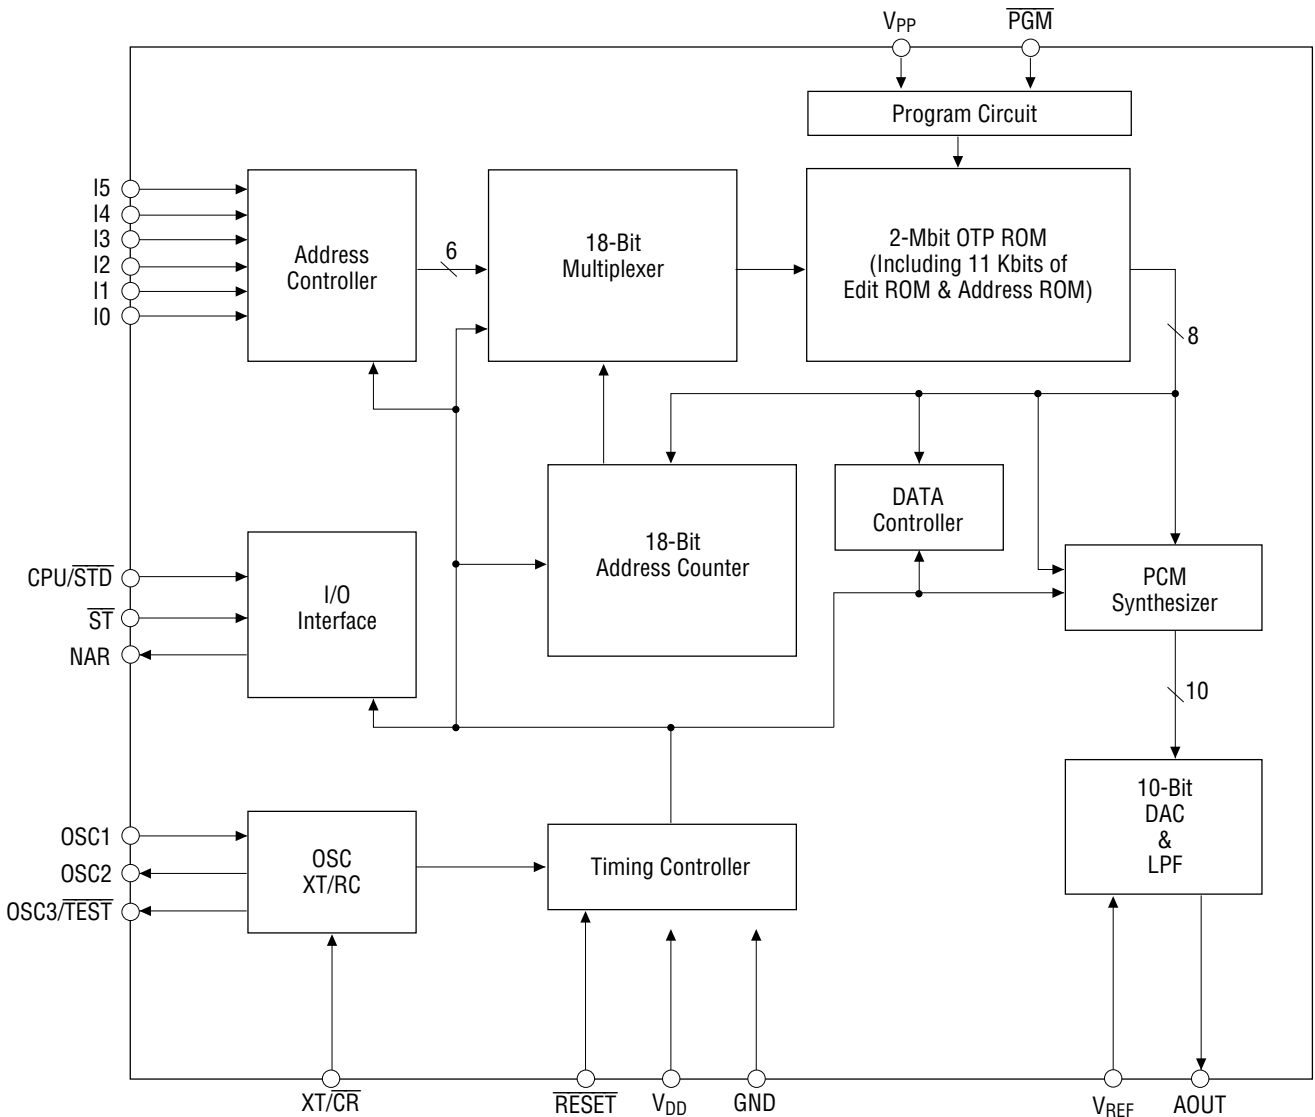 VPP
PGM
Program Circuit
I5
I4
I3
I2
I1
I0
Address
Controller
6
18-Bit
Multiplexer
2-Mbit OTP ROM
(Including 11 Kbits of
Edit ROM & Address ROM)
8
18-Bit
Address Counter
DATA
Controller
PCM
Synthesizer
10
CPU/STD
ST
NAR
I/O
Interface
OSC1
OSC2
OSC3/TEST
OSC
XT/RC
Timing Controller
10-Bit
DAC
&
LPF
XT/CR
RESET
VDD
GND
VREF
AOUT